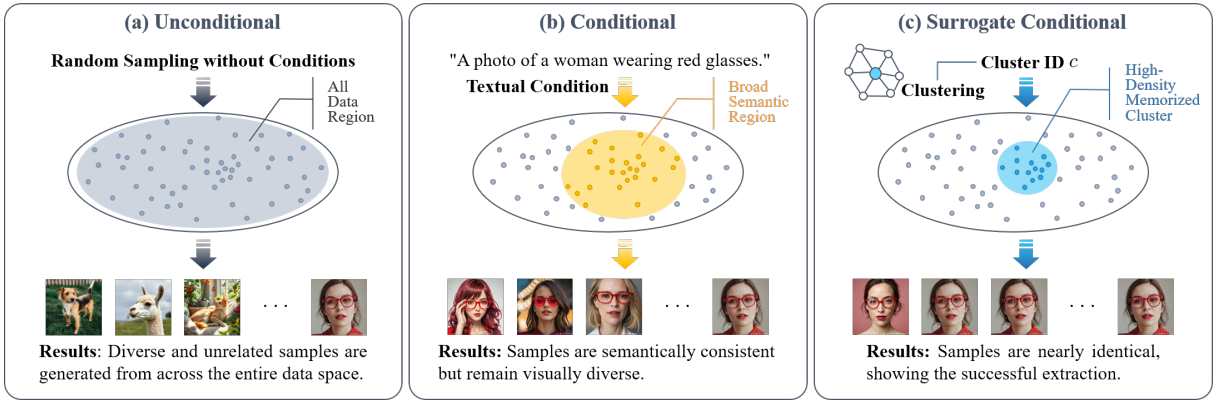 (a) Unconditional
Random Sampling without Conditions
All
Data
Region
. . .
Results: Diverse and unrelated samples are
generated from across the entire data space.
(b) Conditional
"A photo of a woman wearing red glasses."
Textual Condition
Broad
Semantic
Region
. . .
Results: Samples are semantically consistent
but remain visually diverse.
(c) Surrogate Conditional
Cluster ID c
Clustering
High-
Density
Memorized
Cluster
. . .
Results: Samples are nearly identical,
showing the successful extraction.